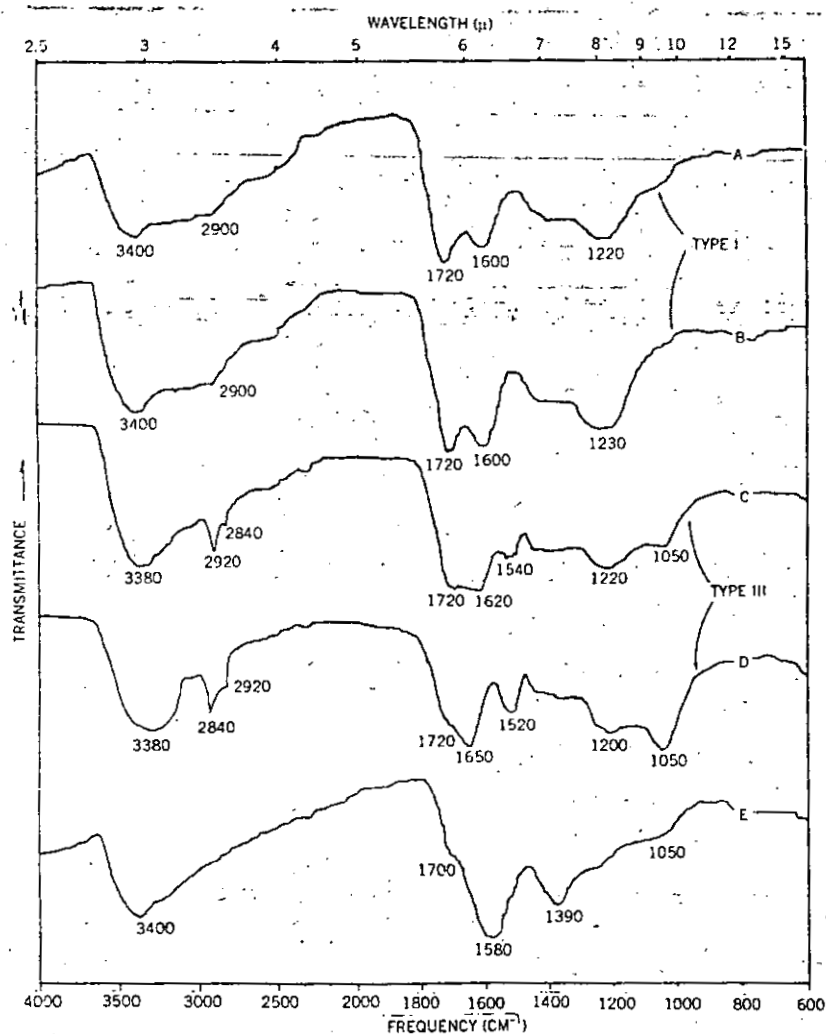 WAVELENGTH (μ)
2.5 3 4 5 6 7 8 9 10 12 15
A
3400 2900 1720 1600 1220
TYPE I
B
3400 2900 1720 1600 1230
C
3380 2920 2840 1720 1620 1540 1220 1050
TYPE III
D
3380 2840 2920 1720 1650 1520 1200 1050
E
3400 1700 1580 1390 1050
TRANSMITTANCE
4000 3500 3000 2500 2000 1800 1600 1400 1200 1000 800 600
FREQUENCY (CM⁻¹)